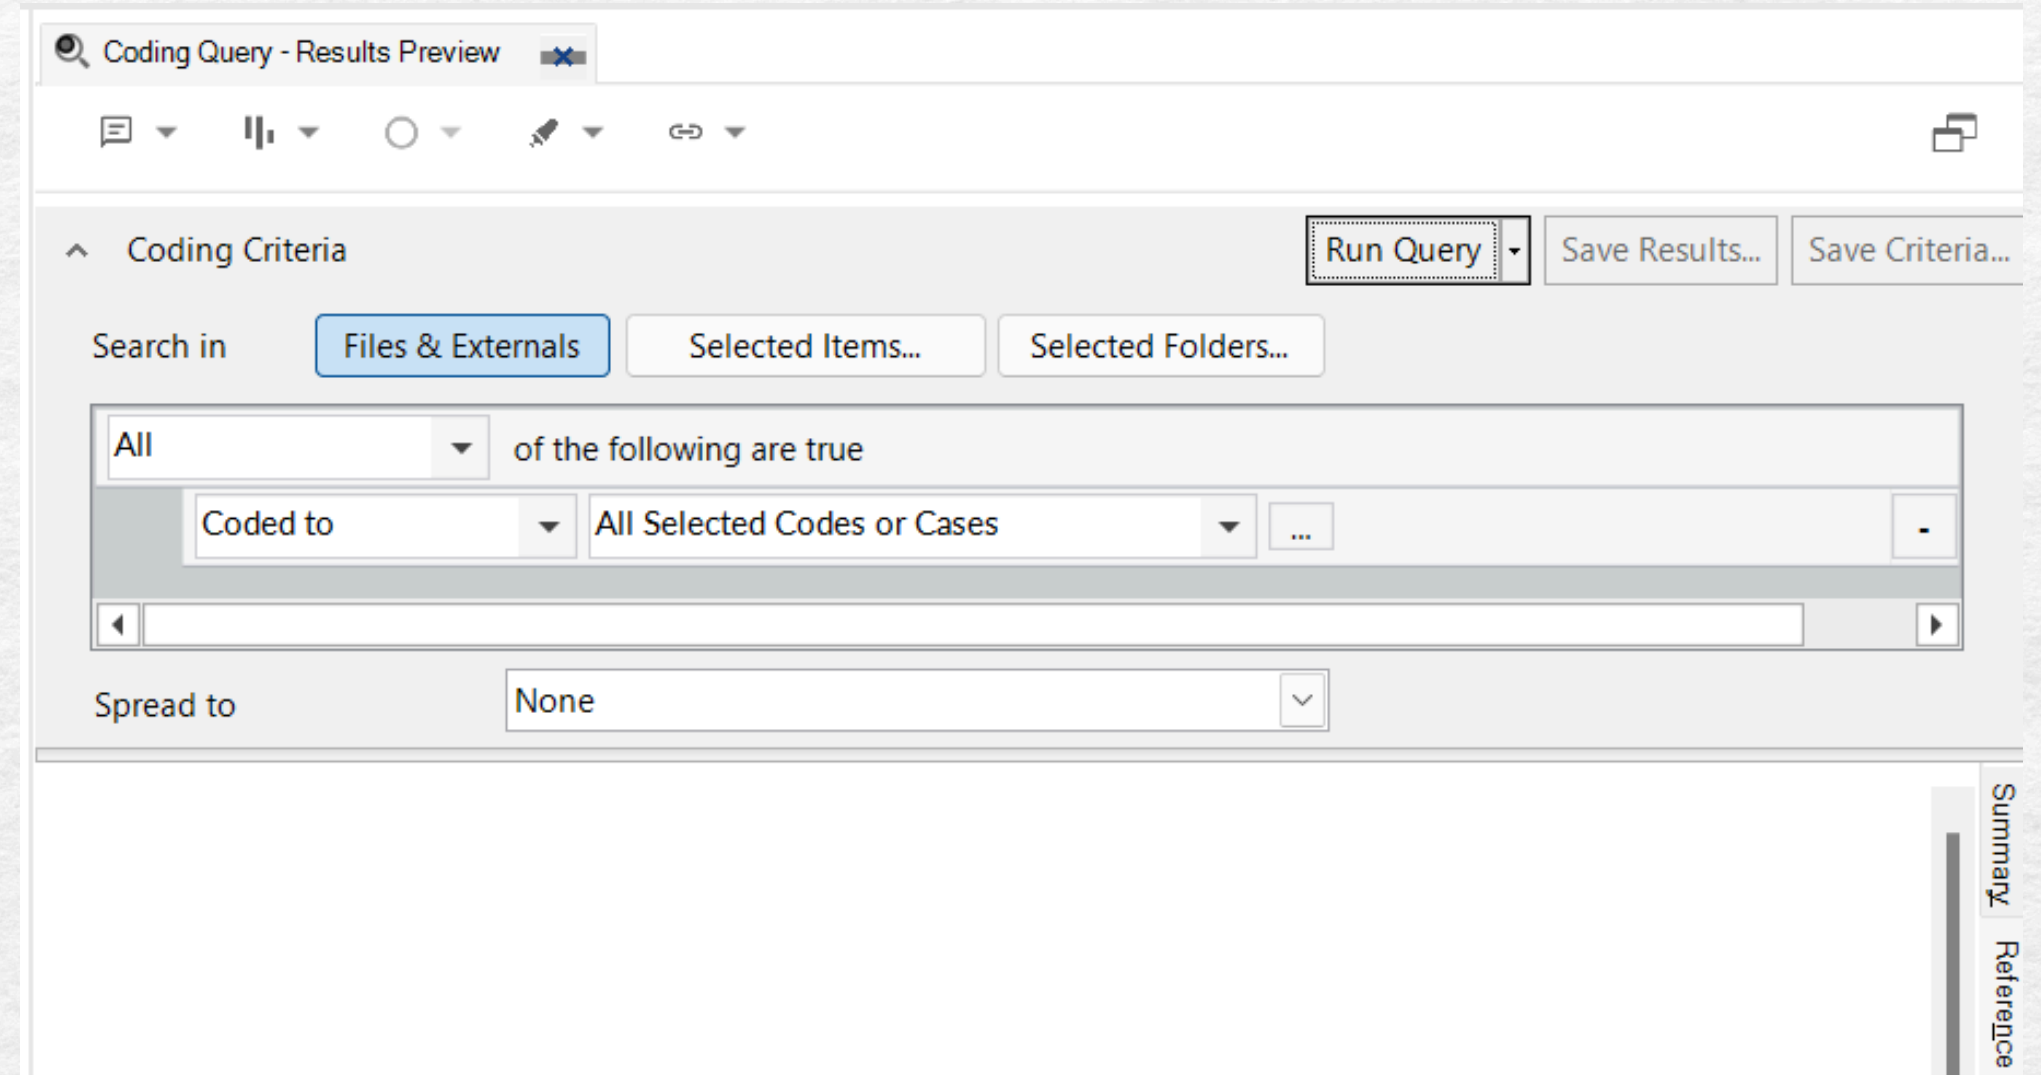 Coding Query - Results Preview
Coding Criteria
Run Query
Save Results...
Save Criteria...
Search in
Files & Externals
Selected Items...
Selected Folders...
All
of the following are true
Coded to
All Selected Codes or Cases
...
-
Spread to
None
Summary
Reference